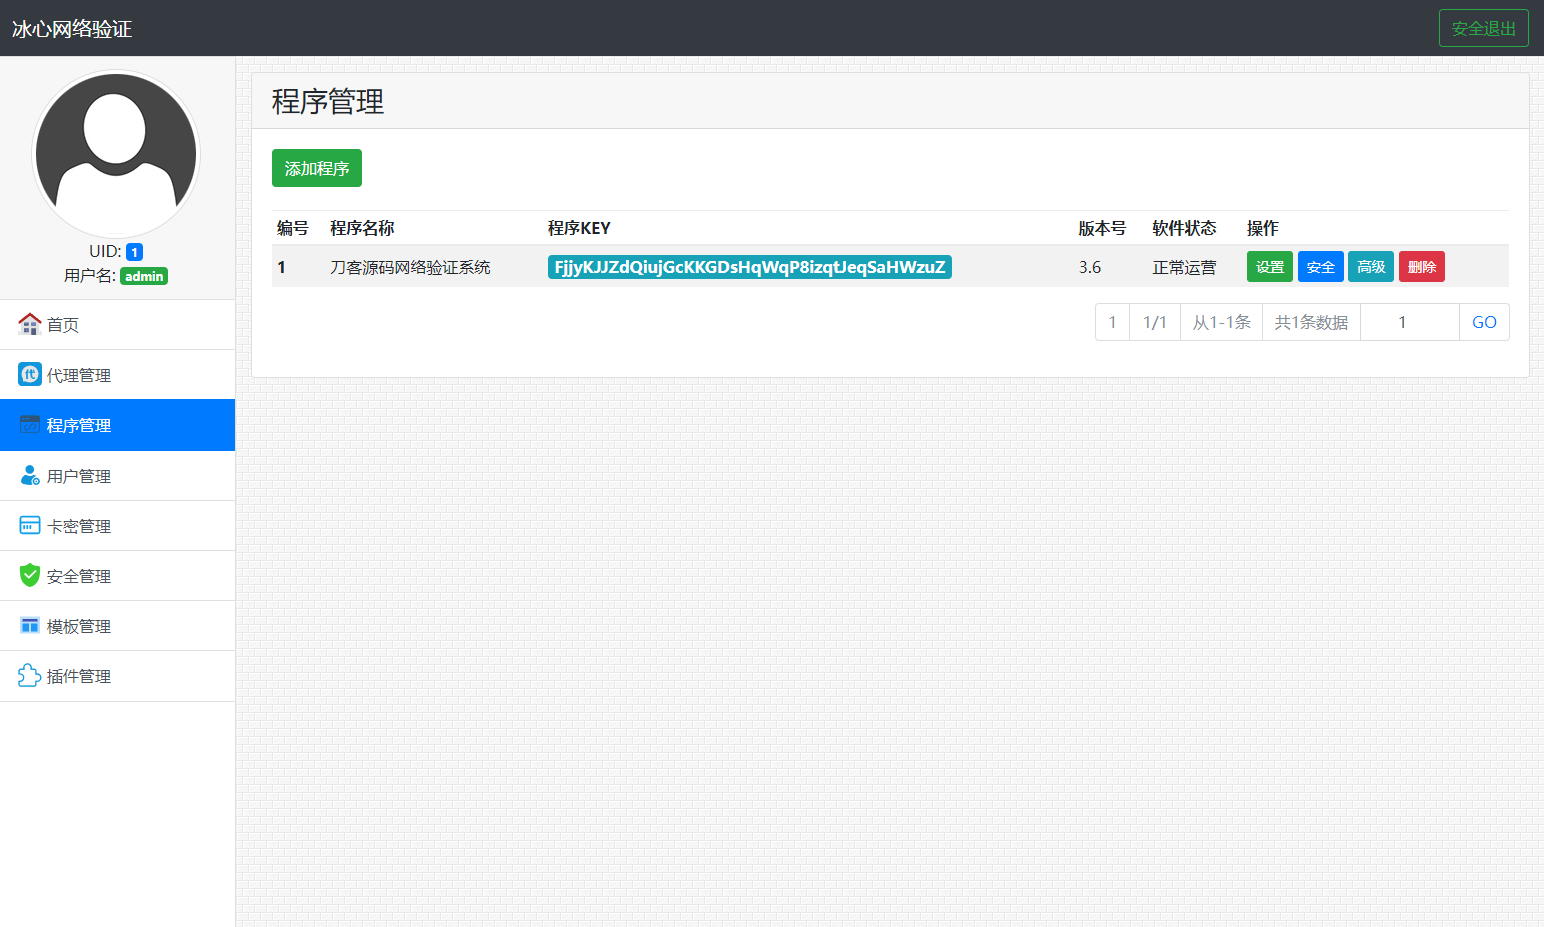 冰心网络验证
安全退出
UID: 1
用户名: admin
首页
代理管理
程序管理
用户管理
卡密管理
安全管理
模板管理
插件管理
程序管理
添加程序
编号 程序名称 程序KEY 版本号 软件状态 操作
1 刀客源码网络验证系统 FjjyKJJZdQiujGcKKGDsHqWqP8izqtJeqSaHWzuZ 3.6 正常运营 设置 安全 高级 删除
1 1/1 从1-1条 共1条数据 1 GO